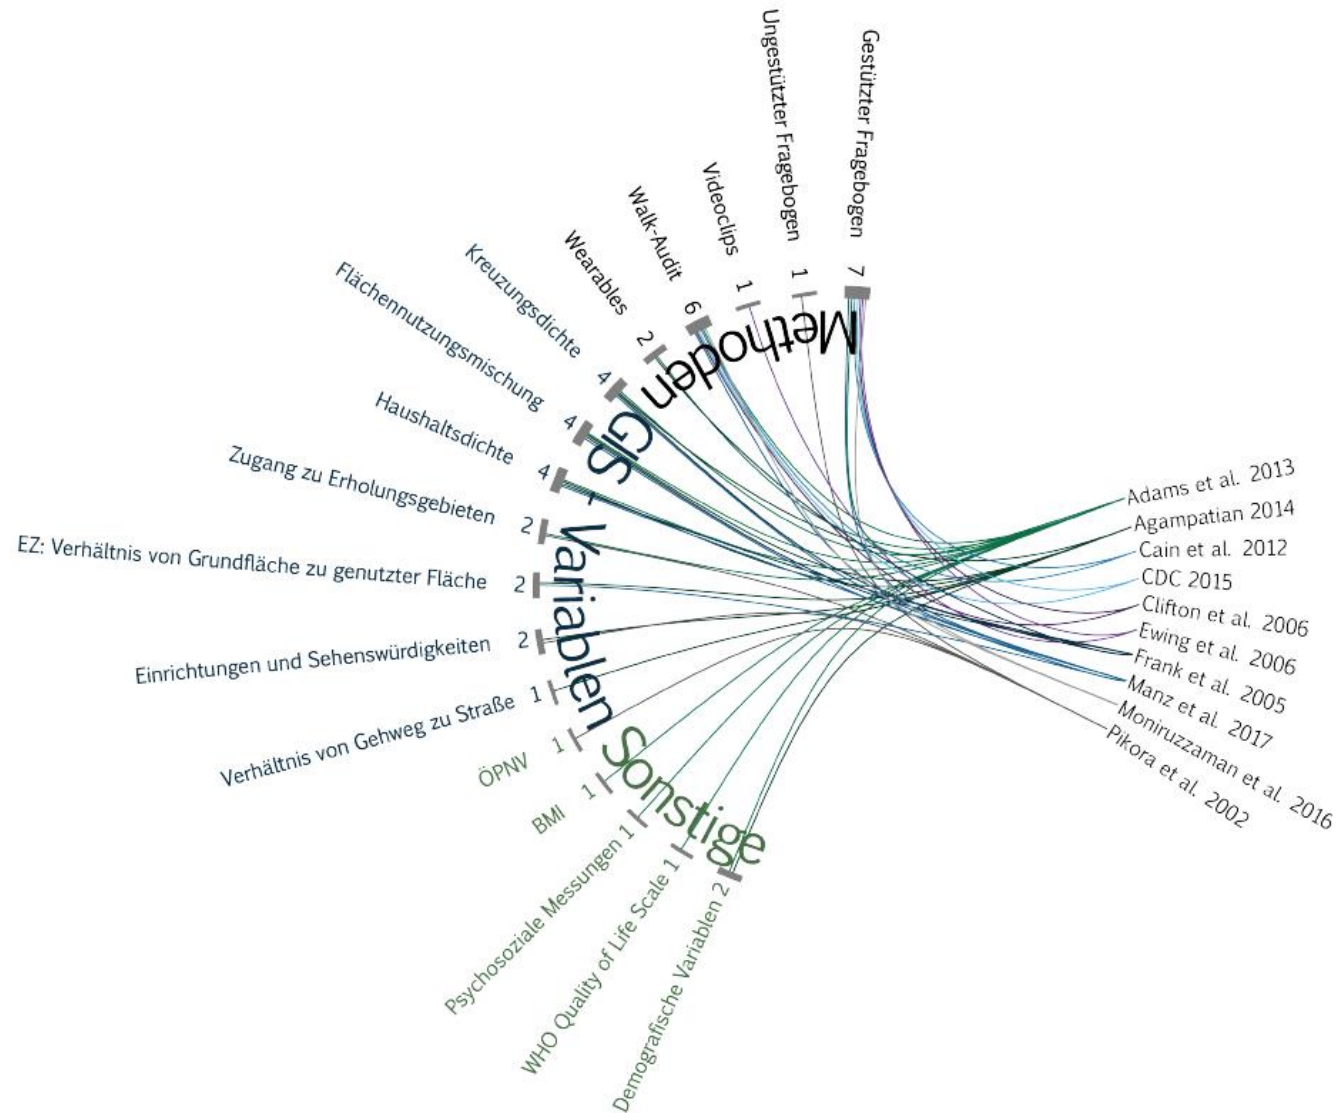 Gestützter Fragebogen 7
Ungestützter Fragebogen 1
Videoclips 1
Walk-Audit 6
Wearables 2
Methoden
Kreuzungsdichte 4
Flächennutzungsmischung 4
Haushaltsdichte 4
Zugang zu Erholungsgebieten 2
EZ: Verhältnis von Grundfläche zu genutzter Fläche 2
Einrichtungen und Sehenswürdigkeiten 2
Verhältnis von Gehweg zu Straße 1
GIS - Variablen
ÖPNV 1
BMI 1
Psychosoziale Messungen 1
WHO Quality of Life Scale 1
Demografische Variablen 2
Sonstige
Adams et al. 2013
Agampatian 2014
Cain et al. 2012
CDC 2015
Clifton et al. 2006
Ewing et al. 2006
Frank et al. 2005
Manz et al. 2017
Moniruzzaman et al. 2016
Pikora et al. 2002